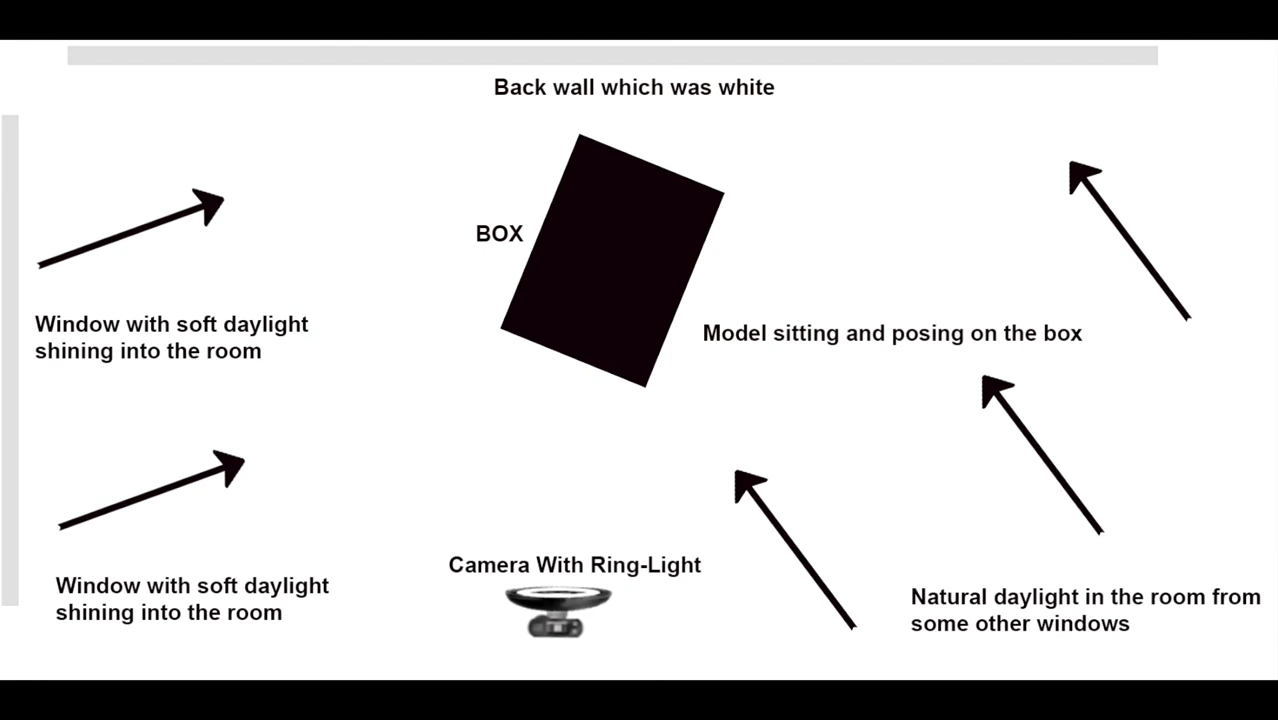 Back wall which was white
BOX
Window with soft daylight
shining into the room
Model sitting and posing on the box
Camera With Ring-Light
Window with soft daylight
shining into the room
Natural daylight in the room from
some other windows